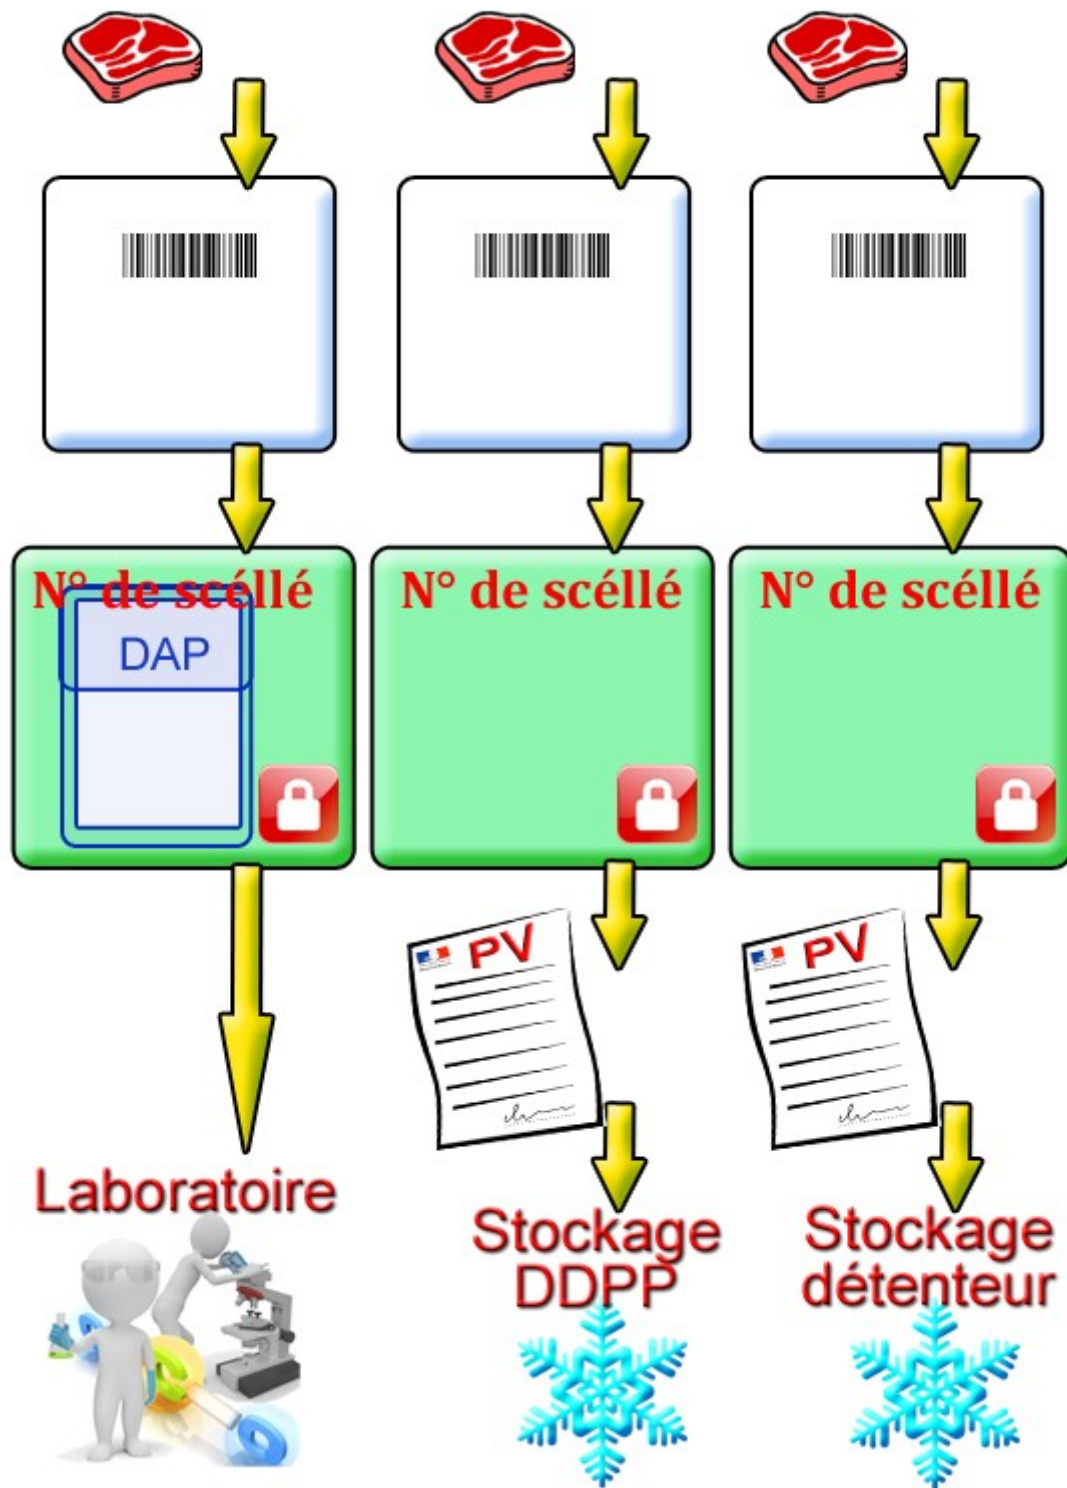 N° de scéllé
N° de scéllé
N° de scéllé
DAP
PV
PV
Laboratoire
Stockage
DDPP
Stockage
détenteur